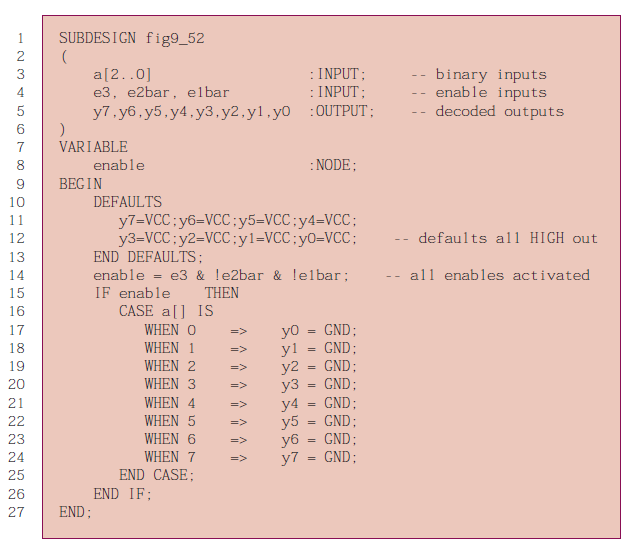 1 SUBDESIGN fig9_52
2 (
3 a[2..0] :INPUT; -- binary inputs
4 e3, e2bar, e1bar :INPUT; -- enable inputs
5 y7,y6,y5,y4,y3,y2,y1,y0 :OUTPUT; -- decoded outputs
6 )
7 VARIABLE
8 enable :NODE;
9 BEGIN
10 DEFAULTS
11 y7=VCC;y6=VCC;y5=VCC;y4=VCC;
12 y3=VCC;y2=VCC;y1=VCC;y0=VCC; -- defaults all HIGH out
13 END DEFAULTS;
14 enable = e3 & !e2bar & !e1bar; -- all enables activated
15 IF enable THEN
16 CASE a[] IS
17 WHEN 0 => y0 = GND;
18 WHEN 1 => y1 = GND;
19 WHEN 2 => y2 = GND;
20 WHEN 3 => y3 = GND;
21 WHEN 4 => y4 = GND;
22 WHEN 5 => y5 = GND;
23 WHEN 6 => y6 = GND;
24 WHEN 7 => y7 = GND;
25 END CASE;
26 END IF;
27 END;